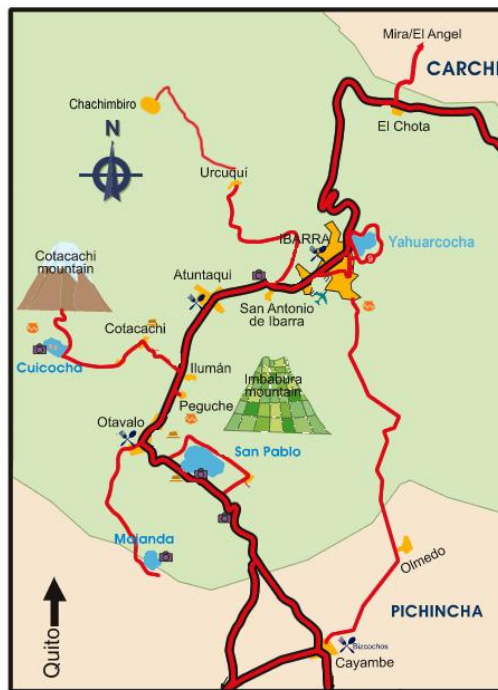 Mira/El Angel
CARCHI
Chachimbiro
El Chota
N
Urcuquí
IBARRA
Yahuarcocha
9
Cotacachi
mountain
Atuntaqui
San Antonio
de Ibarra
Cotacachi
Cuicocha
Ilumán
Imbabura
mountain
Peguche
Otavalo
San Pablo
Mojanda
Olmedo
Quito
PICHINCHA
Bizcochos
Cayambe